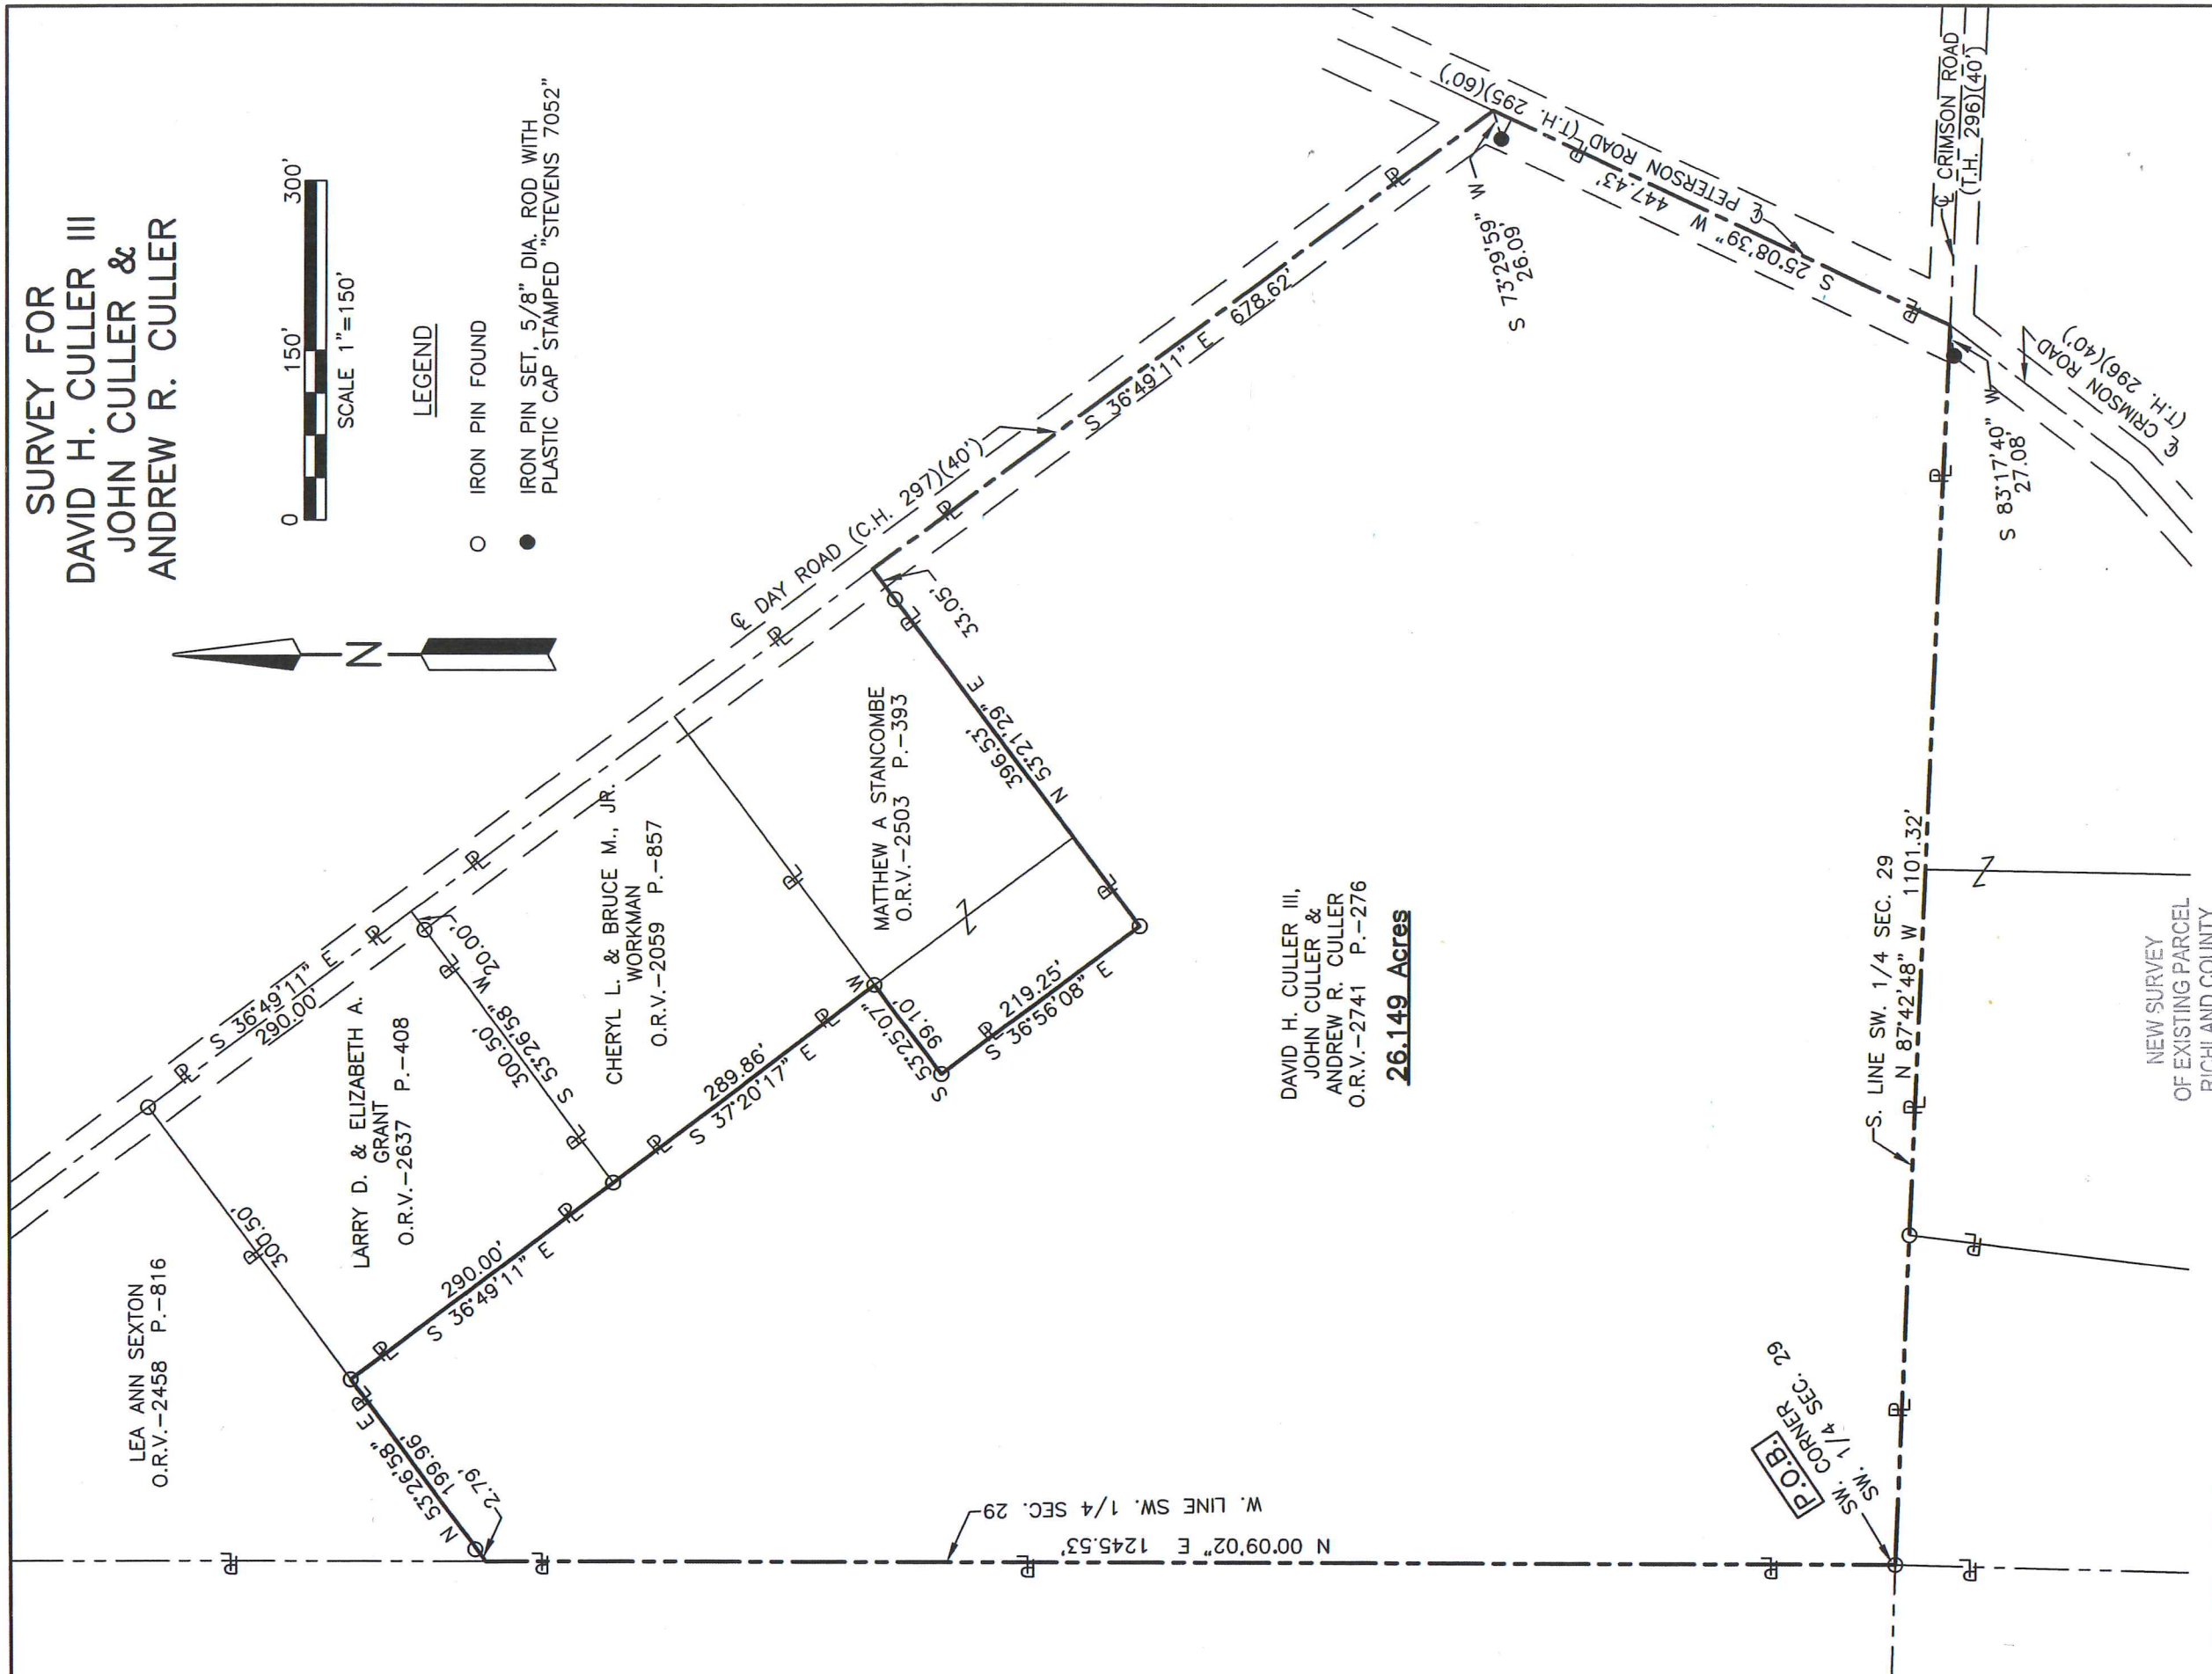 SURVEY FOR
DAVID H. CULLER III
JOHN CULLER &
ANDREW R. CULLER
0 150' 300'
SCALE 1"=150'
LEGEND
IRON PIN FOUND
IRON PIN SET, 5/8" DIA. ROD WITH
PLASTIC CAP STAMPED "STEVENS 7052"
N
LEA ANN SEXTON
O.R.V.-2458 P.-816
300.50'
LARRY D. & ELIZABETH A.
GRANT
O.R.V.-2637 P.-408
S 36°49'11" E
290.00'
20.00'
S 53°26'58" W
300.50'
CHERYL L. & BRUCE M., JR.
WORKMAN
O.R.V.-2059 P.-857
MATTHEW A STANCOMBE
O.R.V.-2503 P.-393
℄ DAY ROAD (C.H. 297)(40')
N 53°26'58" E
199.96'
2.79'
290.00'
S 36°49'11" E
289.86'
S 37°20'17" E
S 53°25'07" W
99.10'
219.25'
S 36°56'08" E
396.53'
N 53°21'29" E
33.05'
S 36°49'11" E 678.62'
S 73°29'59" W
26.09'
S 25°08'39" W 447.43'
℄ PETERSON ROAD (T.H. 295)(60')
℄ CRIMSON ROAD
(T.H. 296)(40')
℄ CRIMSON ROAD
(T.H. 296)(40')
S 83°17'40" W
27.08'
DAVID H. CULLER III,
JOHN CULLER &
ANDREW R. CULLER
O.R.V.-2741 P.-276
26.149 Acres
S. LINE SW. 1/4 SEC. 29
N 87°42'48" W 1101.32'
W. LINE SW. 1/4 SEC. 29
N 00°09'02" E 1245.53'
P.O.B.
SW. CORNER
SW. 1/4 SEC. 29
NEW SURVEY
OF EXISTING PARCEL
RICHLAND COUNTY